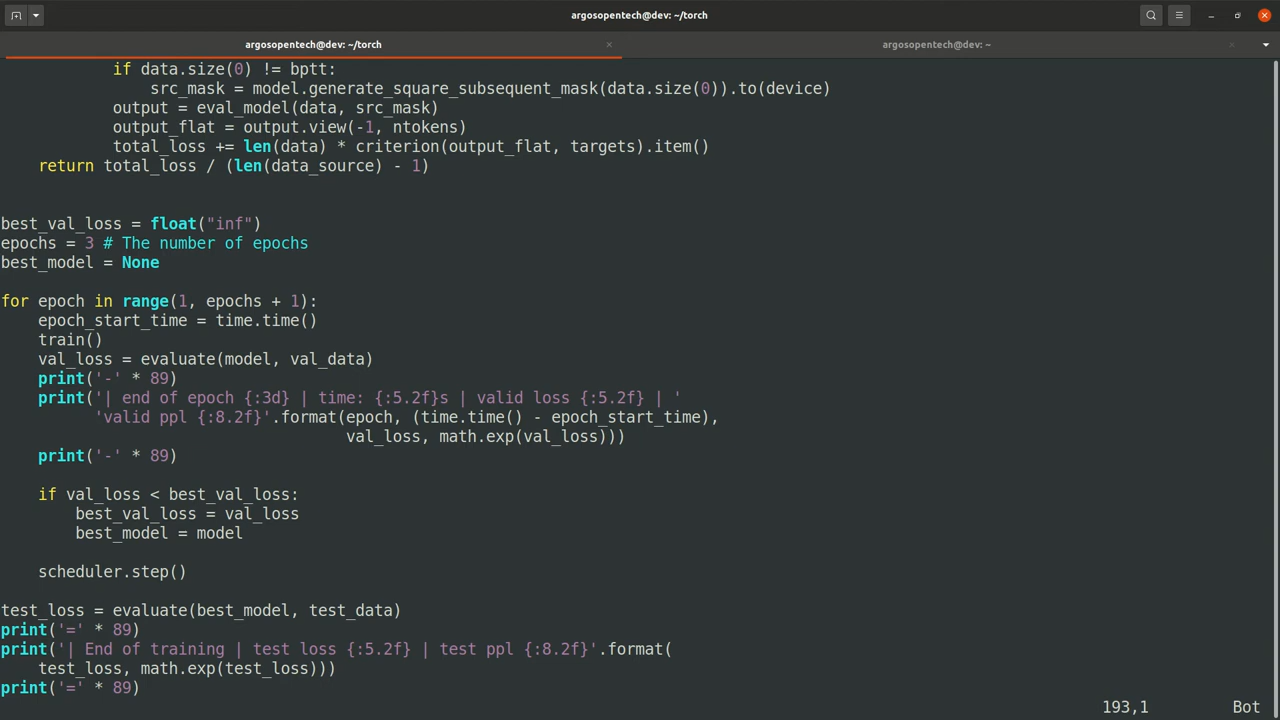 argosopentech@dev: ~/torch
argosopentech@dev: ~/torch
argosopentech@dev: ~
            if data.size(0) != bptt:
                src_mask = model.generate_square_subsequent_mask(data.size(0)).to(device)
            output = eval_model(data, src_mask)
            output_flat = output.view(-1, ntokens)
            total_loss += len(data) * criterion(output_flat, targets).item()
    return total_loss / (len(data_source) - 1)
best_val_loss = float("inf")
epochs = 3 # The number of epochs
best_model = None
for epoch in range(1, epochs + 1):
    epoch_start_time = time.time()
    train()
    val_loss = evaluate(model, val_data)
    print('-' * 89)
    print('| end of epoch {:3d} | time: {:5.2f}s | valid loss {:5.2f} | '
          'valid ppl {:8.2f}'.format(epoch, (time.time() - epoch_start_time),
                                     val_loss, math.exp(val_loss)))
    print('-' * 89)
    if val_loss < best_val_loss:
        best_val_loss = val_loss
        best_model = model
    scheduler.step()
test_loss = evaluate(best_model, test_data)
print('=' * 89)
print('| End of training | test loss {:5.2f} | test ppl {:8.2f}'.format(
    test_loss, math.exp(test_loss)))
print('=' * 89)
193,1 Bot